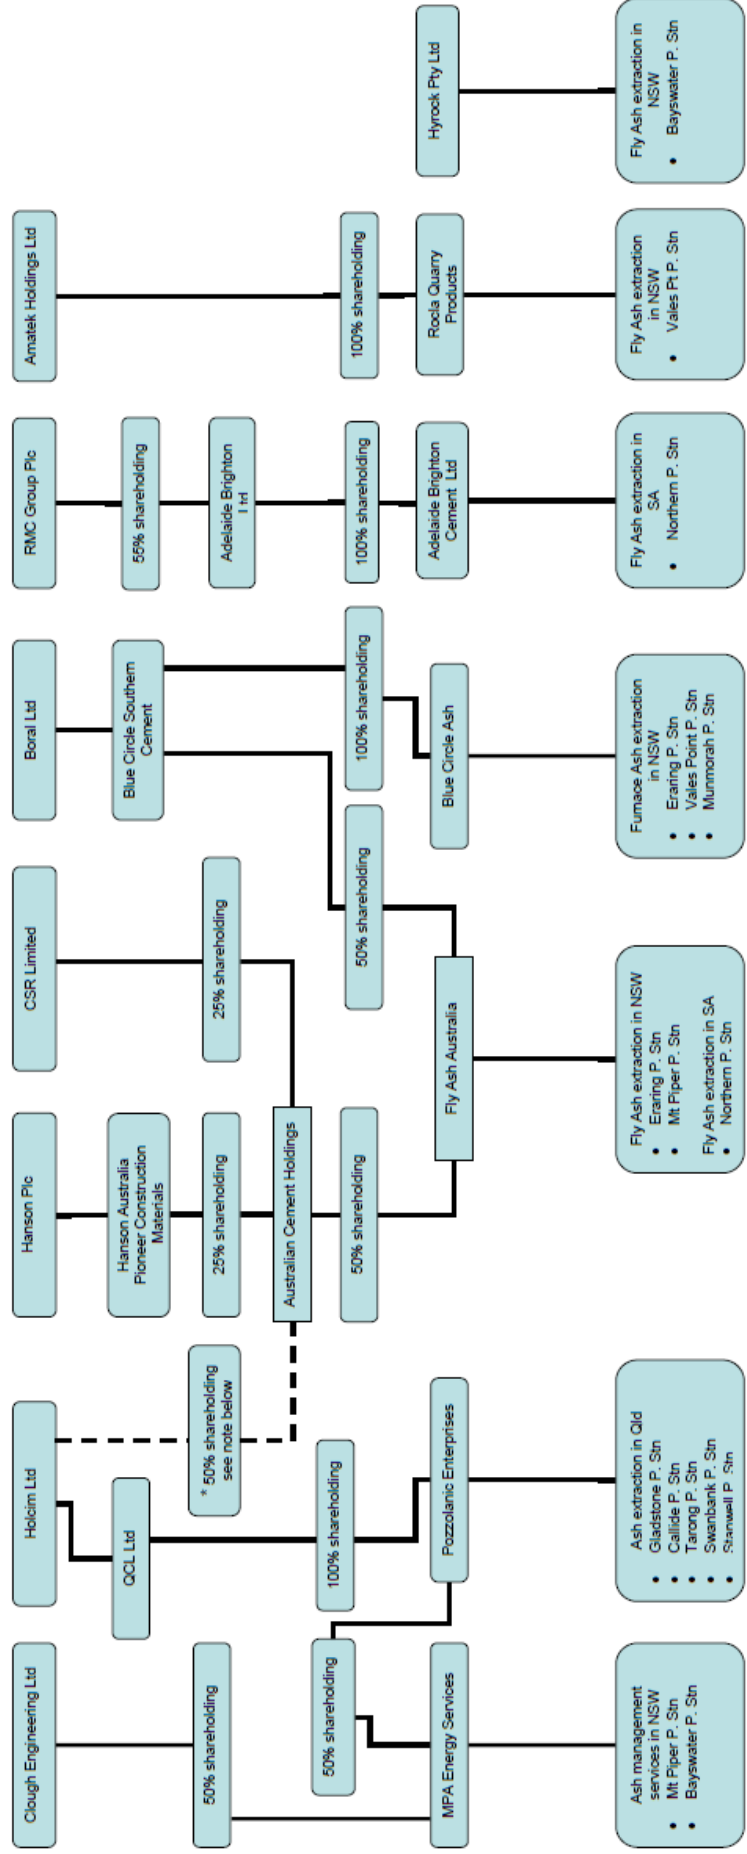 Clough Engineering Ltd
Holcim Ltd
Hanson Plc
CSR Limited
Boral Ltd
RMC Group Plc
Amatek Holdings Ltd
QCL Ltd
Hanson Australia
Pioneer Construction
Materials
Blue Circle Southern
Cement
55% shareholding
50% shareholding
* 50% shareholding
see note below
25% shareholding
25% shareholding
Adelaide Brighton
Ltd
Australian Cement Holdings
50% shareholding
100% shareholding
50% shareholding
50% shareholding
100% shareholding
100% shareholding
100% shareholding
MPA Energy Services
Pozzolanic Enterprises
Fly Ash Australia
Blue Circle Ash
Adelaide Brighton
Cement Ltd
Rocla Quarry
Products
Hyrock Pty Ltd
Ash management
services in NSW
• Mt Piper P. Stn
• Bayswater P. Stn
Ash extraction in Qld
• Gladstone P. Stn
• Callide P. Stn
• Tarong P. Stn
• Swanbank P. Stn
• Stanwell P. Stn
Fly Ash extraction in NSW
• Eraring P. Stn
• Mt Piper P. Stn
Fly Ash extraction in SA
• Northern P. Stn
Furnace Ash extraction
in NSW
• Eraring P. Stn
• Vales Point P. Stn
• Munmorah P. Stn
Fly Ash extraction in
SA
• Northern P. Stn
Fly Ash extraction
in NSW
• Vales Pt P. Stn
Fly Ash extraction in
NSW
• Bayswater P. Stn